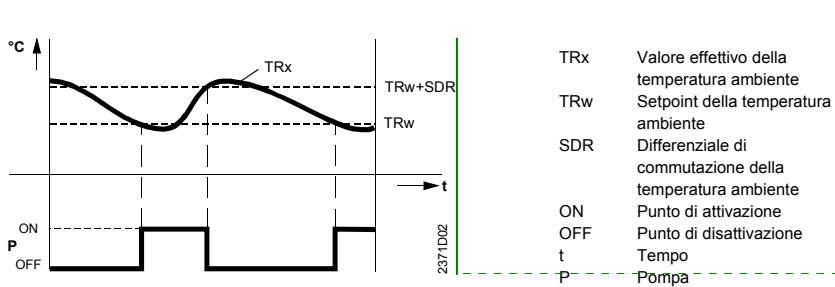 °C
TRx
TRw+SDR
TRw
t
ON
P
OFF
2371D02
TRx Valore effettivo della
temperatura ambiente
TRw Setpoint della temperatura
ambiente
SDR Differenziale di
commutazione della
temperatura ambiente
ON Punto di attivazione
OFF Punto di disattivazione
t Tempo
P Pompa